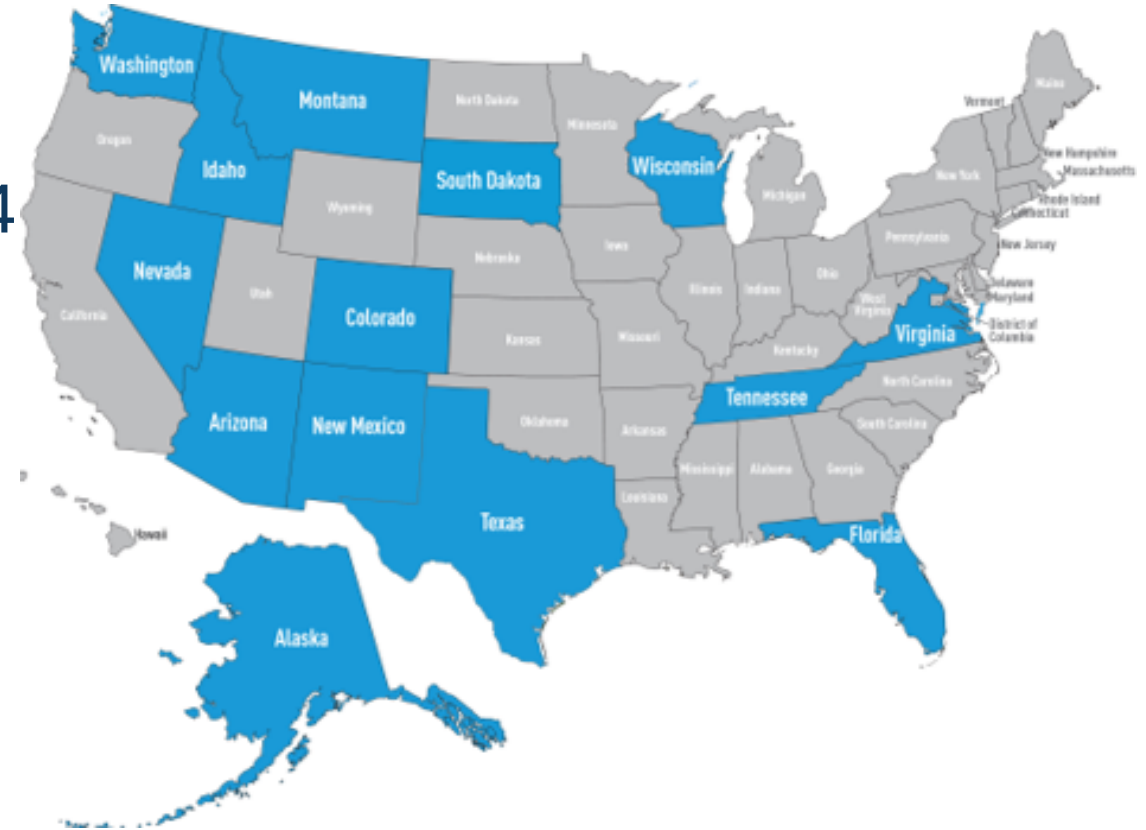 Washington
Montana
North Dakota
Minnesota
Maine
Vermont
Oregon
Idaho
South Dakota
Wisconsin
Michigan
New York
New Hampshire
Massachusetts
Rhode Island
Connecticut
4
Wyoming
Nevada
Utah
Nebraska
Iowa
Illinois
Indiana
Ohio
Pennsylvania
New Jersey
Delaware
Maryland
District of
Columbia
California
Colorado
Kansas
Missouri
West
Virginia
Virginia
Kentucky
Arizona
New Mexico
Oklahoma
Arkansas
Tennessee
North Carolina
South Carolina
Mississippi
Alabama
Georgia
Louisiana
Texas
Florida
Hawaii
Alaska